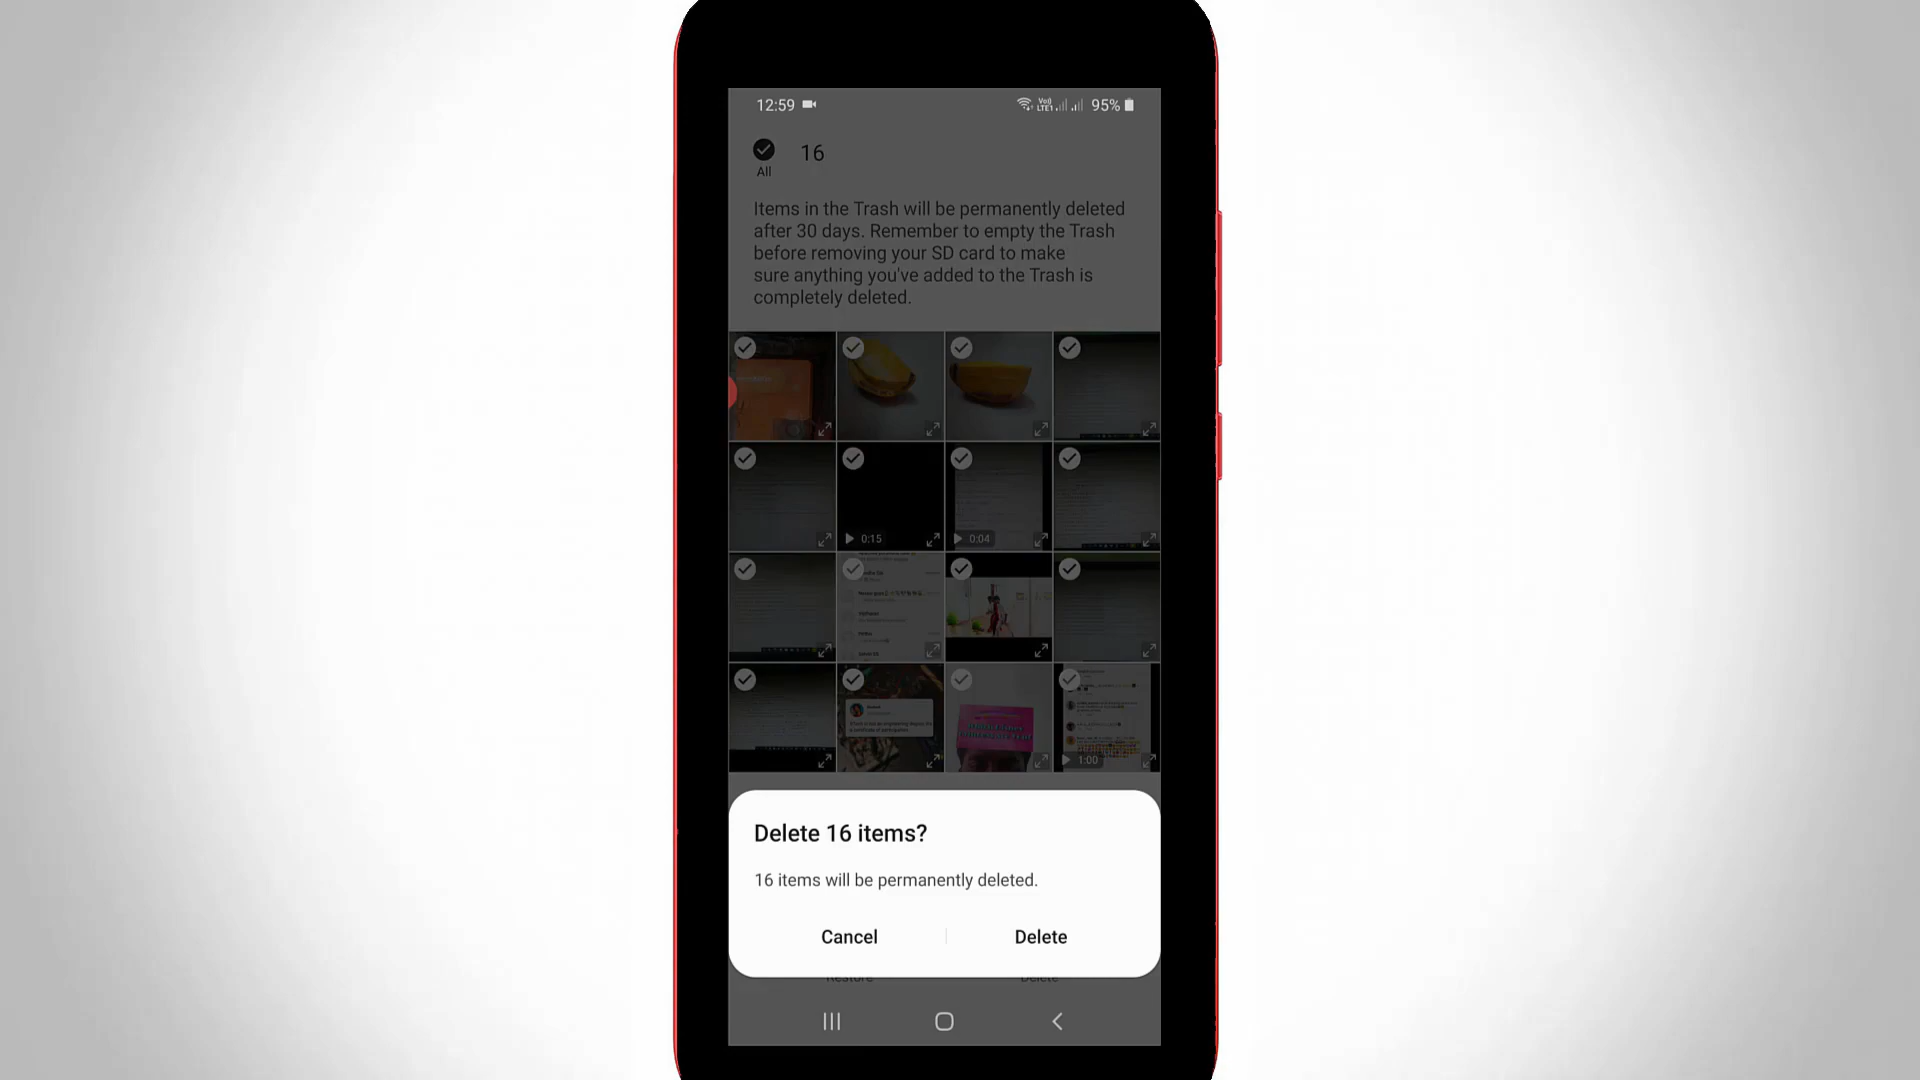 12:59
95%
All
16
Items in the Trash will be permanently deleted
after 30 days. Remember to empty the Trash
before removing your SD card to make
sure anything you've added to the Trash is
completely deleted.
0:15
0:04
1:00
Delete 16 items?
16 items will be permanently deleted.
Cancel
Delete
Restore
Delete